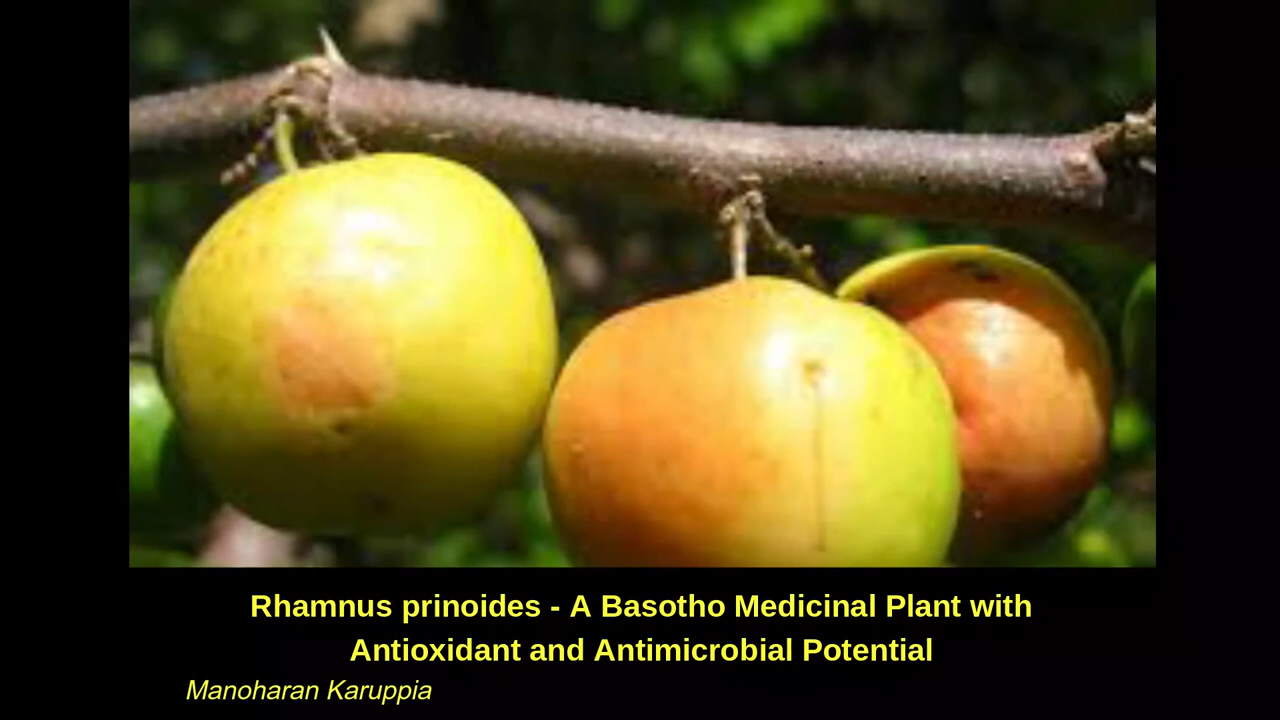 Rhamnus prinoides - A Basotho Medicinal Plant with
Antioxidant and Antimicrobial Potential
Manoharan Karuppia